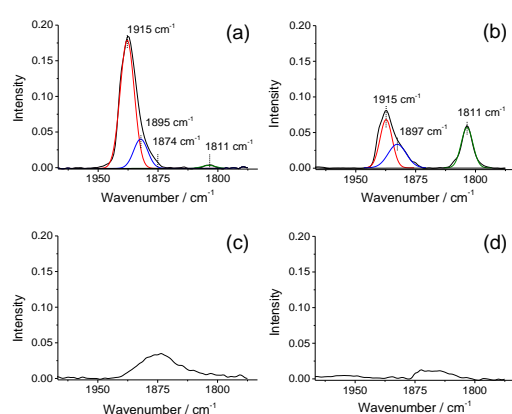 1915 cm-1
(a)
1895 cm-1
1874 cm-1
1811 cm-1
0.20
0.15
0.10
0.05
0.00
Intensity
1950
1875
1800
Wavenumber / cm-1
(b)
1915 cm-1
1897 cm-1
1811 cm-1
0.20
0.15
0.10
0.05
0.00
Intensity
1950
1875
1800
Wavenumber / cm-1
(c)
0.20
0.15
0.10
0.05
0.00
Intensity
1950
1875
1800
Wavenumber / cm-1
(d)
0.20
0.15
0.10
0.05
0.00
Intensity
1950
1875
1800
Wavenumber / cm-1